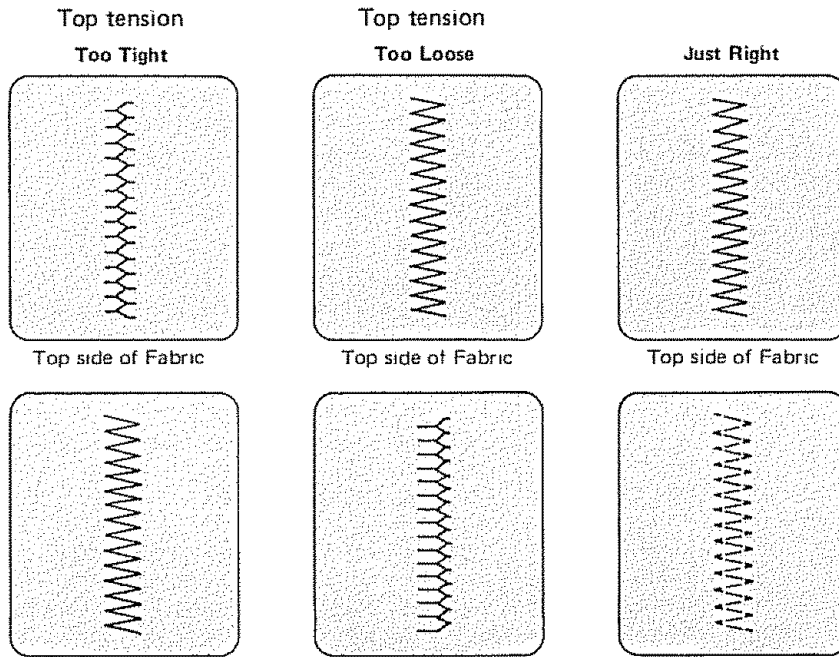 Top tension
Top tension
Too Tight
Too Loose
Just Right
Top side of Fabric
Top side of Fabric
Top side of Fabric